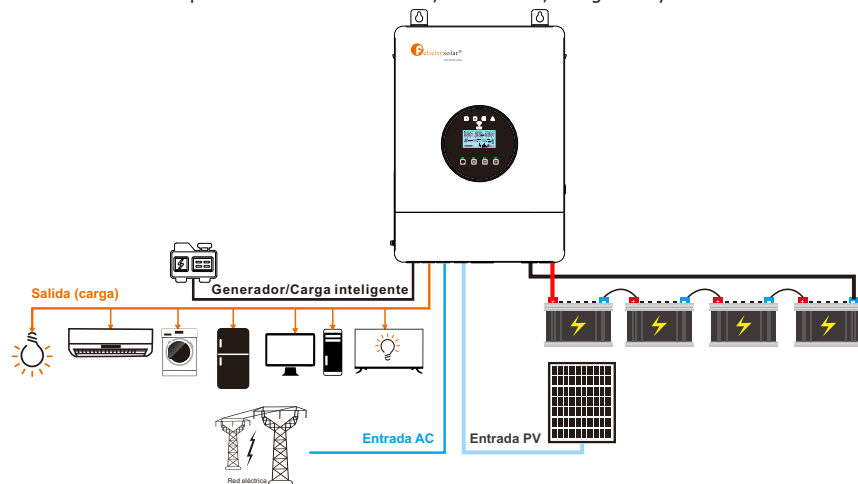 Felicitysolar®
Generador/Carga inteligente
Salida (carga)
Entrada AC
Entrada PV
Red eléctrica